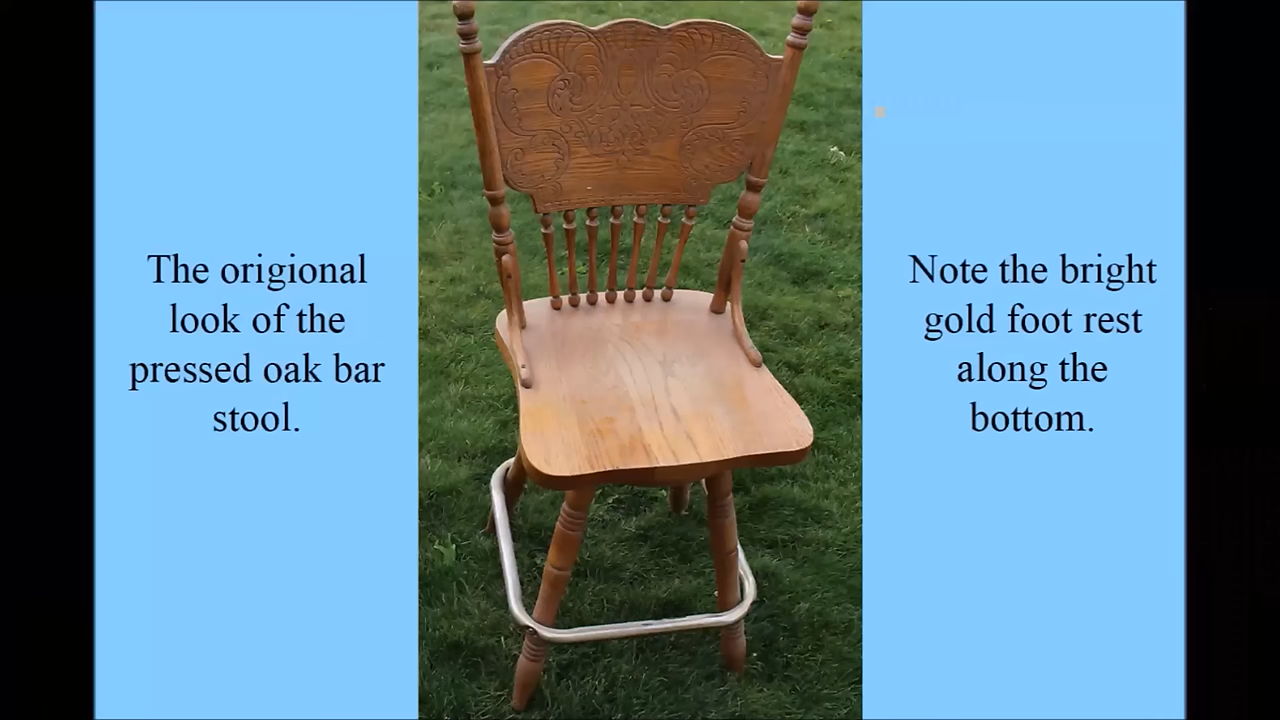 The origional
look of the
pressed oak bar
stool.
Note the bright
gold foot rest
along the
bottom.